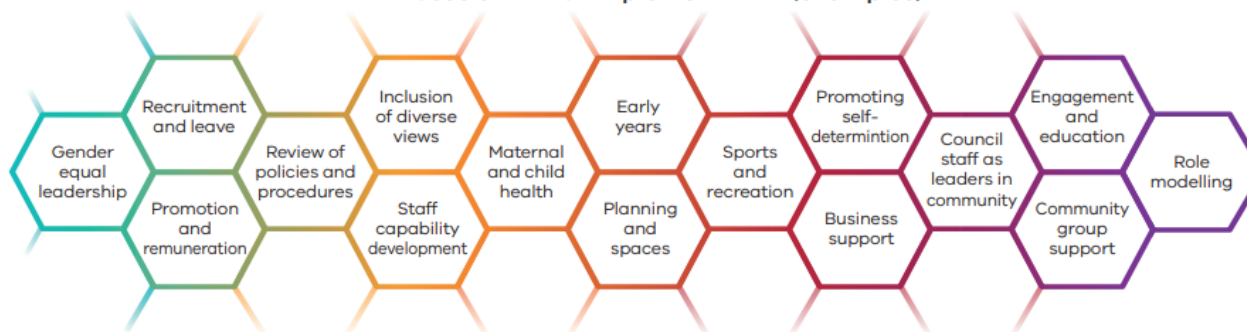 Gender
equal
leadership
Recruitment
and leave
Promotion
and
remuneration
Review of
policies and
procedures
Inclusion
of diverse
views
Staff
capability
development
Maternal
and child
health
Early
years
Planning
and
spaces
Sports
and
recreation
Promoting
self-
determintion
Business
support
Council
staff as
leaders in
community
Engagement
and
education
Community
group
support
Role
modelling